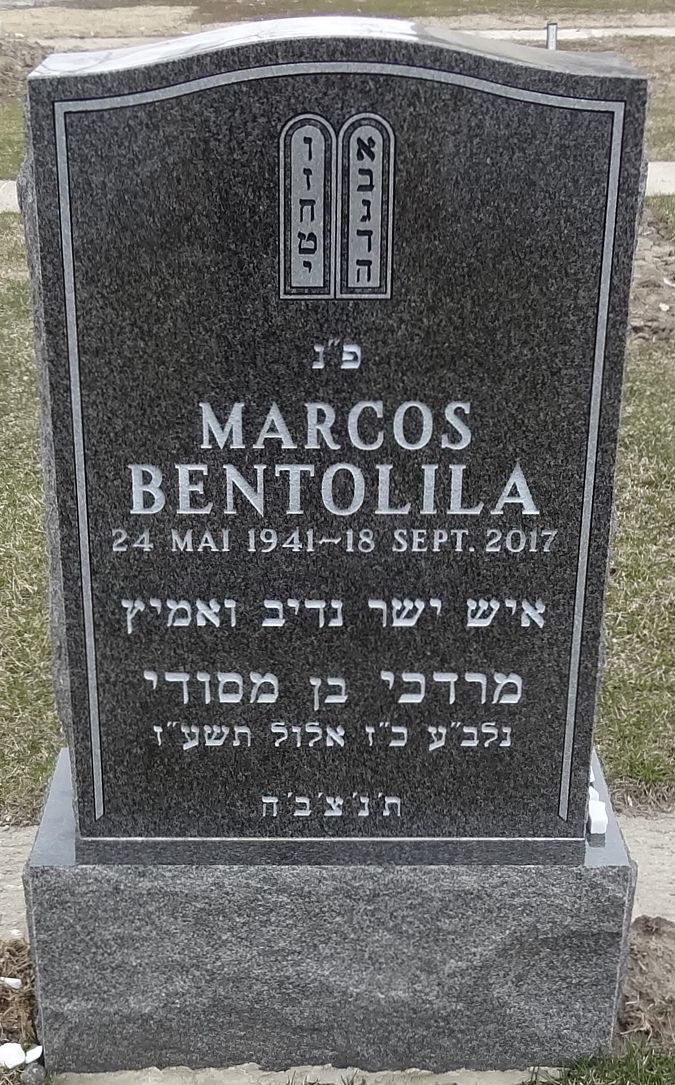 א ו
ב ז
ג ח
ד ט
ה י
פ"נ
MARCOS
BENTOLILA
24 MAI 1941~18 SEPT. 2017
איש ישר נדיב ואמיץ
מרדכי בן מסודי
נלב"ע כ"ז אלול תשע"ז
ת'נ'צ'ב'ה